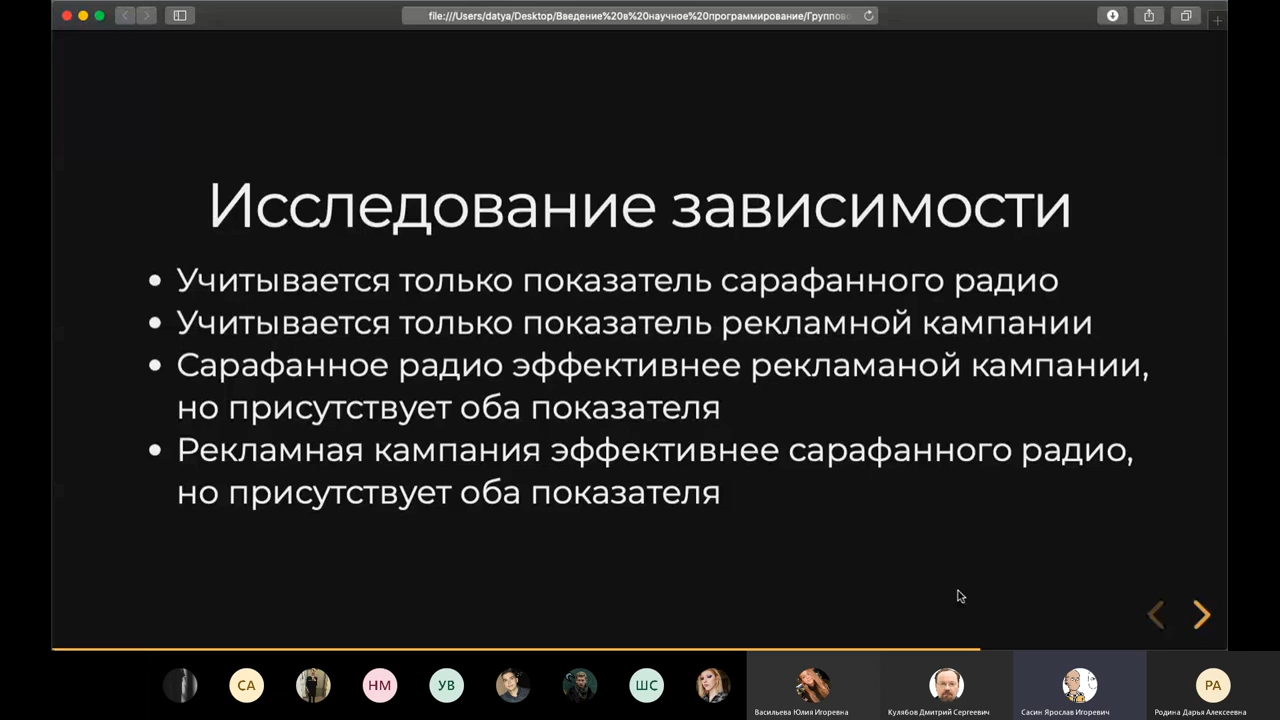 file:///Users/datya/Desktop/Введение%20в%20научное%20программирование/Группов
Исследование зависимости
Учитывается только показатель сарафанного радио
Учитывается только показатель рекламной кампании
Сарафанное радио эффективнее рекламаной кампании,
но присутствует оба показателя
Рекламная кампания эффективнее сарафанного радио,
но присутствует оба показателя
СА
НМ
УВ
ШС
РА
Васильева Юлия Игоревна
Кулябов Дмитрий Сергеевич
Сасин Ярослав Игоревич
Родина Дарья Алексеевна